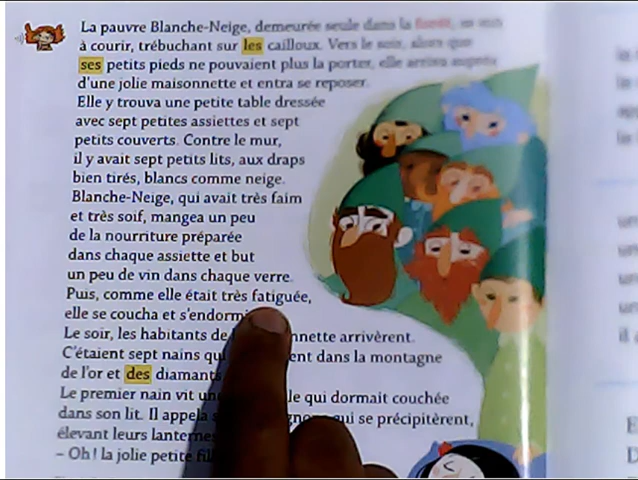 La pauvre Blanche-Neige, demeurée seule dans la forêt, se mit
à courir, trébuchant sur les cailloux. Vers le soir, alors que
ses petits pieds ne pouvaient plus la porter, elle arriva auprès
d'une jolie maisonnette et entra se reposer.
Elle y trouva une petite table dressée
avec sept petites assiettes et sept
petits couverts. Contre le mur,
il y avait sept petits lits, aux draps
bien tirés, blancs comme neige.
Blanche-Neige, qui avait très faim
et très soif, mangea un peu
de la nourriture préparée
dans chaque assiette et but
un peu de vin dans chaque verre.
Puis, comme elle était très fatiguée,
elle se coucha et s'endormi
Le soir, les habitants de nnette arrivèrent.
C'étaient sept nains qu ent dans la montagne
de l'or et des diamants
Le premier nain vit le qui dormait couchée
dans son lit. Il appela qui se précipitèrent,
élevant leurs lanterne
– Oh ! la jolie petite fil